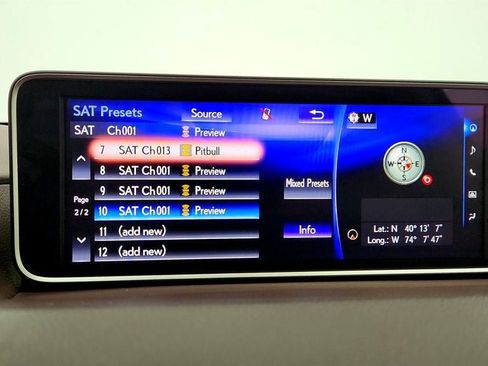 SAT Presets Source
SAT Ch001 Preview
7 SAT Ch013 Pitbull
8 SAT Ch001 Preview
9 SAT Ch001 Preview
10 SAT Ch001 Preview
11 (add new)
12 (add new)
Page
2/2
Mixed Presets
Info
W
N
W E
S
Lat.: N 40° 13' 7"
Long.: W 74° 7' 47"